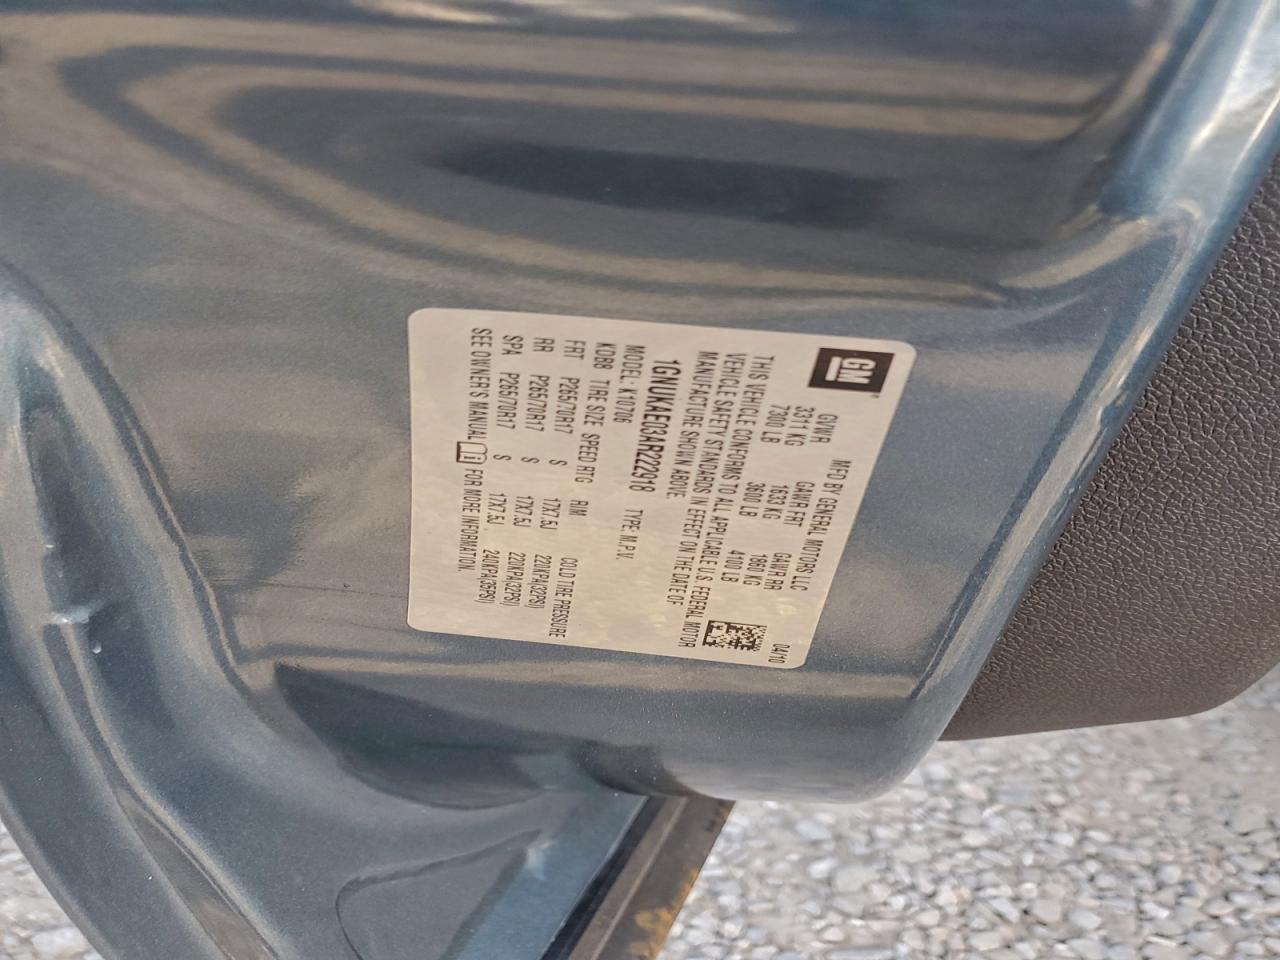 GM
MFD BY GENERAL MOTORS LLC 04/10
GVWR GAWR FRT GAWR RR
3311 KG 1633 KG 1860 KG
7300 LB 3600 LB 4100 LB
THIS VEHICLE CONFORMS TO ALL APPLICABLE U.S. FEDERAL MOTOR
VEHICLE SAFETY STANDARDS IN EFFECT ON THE DATE OF
MANUFACTURE SHOWN ABOVE.
1GNUKAE03AR222918 TYPE: M.P.V.
MODEL: K10706
KDBB TIRE SIZE SPEED RTG RIM COLD TIRE PRESSURE
FRT P265/70R17 S 17X7.5J 220KPA(32PSI)
RR P265/70R17 S 17X7.5J 220KPA(32PSI)
SPA P265/70R17 S 17X7.5J 240KPA(35PSI)
SEE OWNER'S MANUAL FOR MORE INFORMATION.